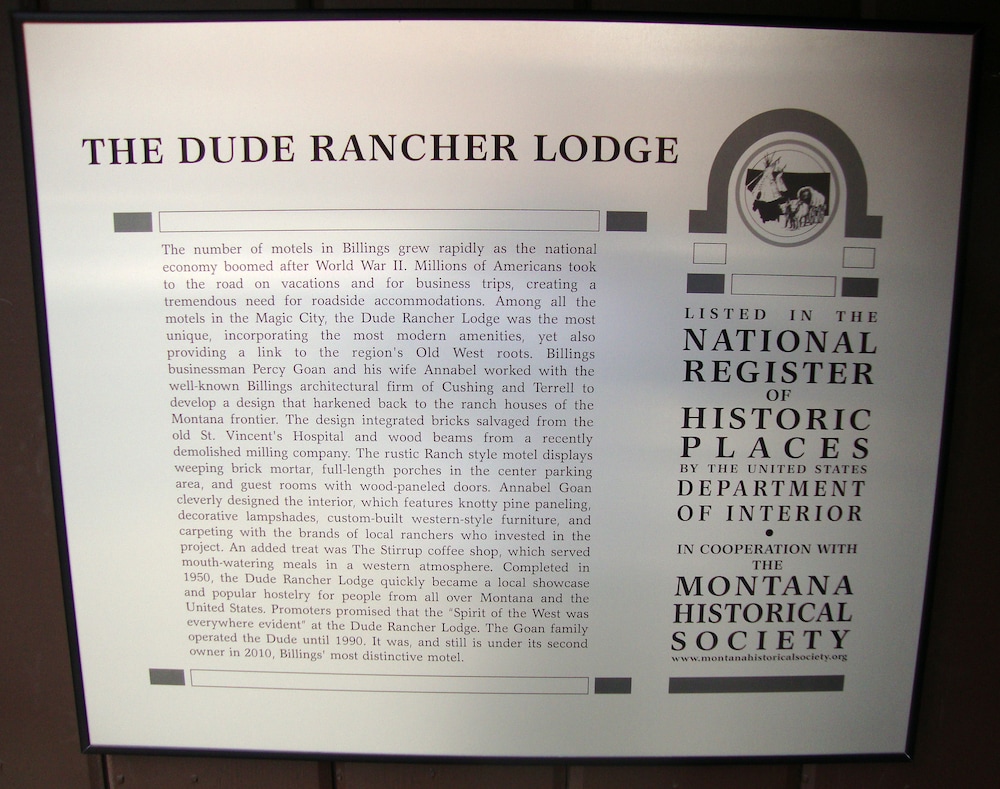 THE DUDE RANCHER LODGE
The number of motels in Billings grew rapidly as the national
economy boomed after World War II. Millions of Americans took
to the road on vacations and for business trips, creating a
tremendous need for roadside accommodations. Among all the
motels in the Magic City, the Dude Rancher Lodge was the most
unique, incorporating the most modern amenities, yet also
providing a link to the region's Old West roots. Billings
businessman Percy Goan and his wife Annabel worked with the
well-known Billings architectural firm of Cushing and Terrell to
develop a design that harkened back to the ranch houses of the
Montana frontier. The design integrated bricks salvaged from the
old St. Vincent's Hospital and wood beams from a recently
demolished milling company. The rustic Ranch style motel displays
weeping brick mortar, full-length porches in the center parking
area, and guest rooms with wood-paneled doors. Annabel Goan
cleverly designed the interior, which features knotty pine paneling,
decorative lampshades, custom-built western-style furniture, and
carpeting with the brands of local ranchers who invested in the
project. An added treat was The Stirrup coffee shop, which served
mouth-watering meals in a western atmosphere. Completed in
1950, the Dude Rancher Lodge quickly became a local showcase
and popular hostelry for people from all over Montana and the
United States. Promoters promised that the "Spirit of the West was
everywhere evident" at the Dude Rancher Lodge. The Goan family
operated the Dude until 1990. It was, and still is under its second
owner in 2010, Billings' most distinctive motel.
LISTED IN THE
NATIONAL
REGISTER
OF
HISTORIC
PLACES
BY THE UNITED STATES
DEPARTMENT
OF INTERIOR
IN COOPERATION WITH
THE
MONTANA
HISTORICAL
SOCIETY
www.montanahistoricalsociety.org